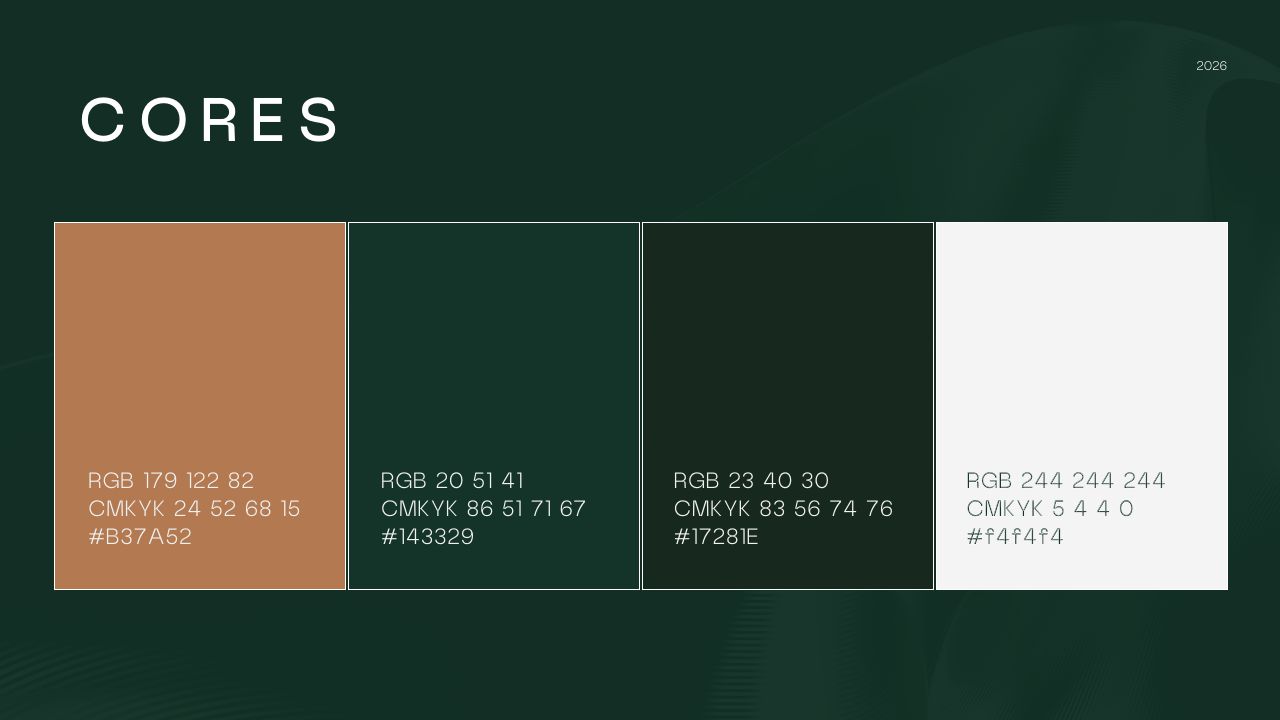 2026
CORES
RGB 179 122 82
CMKYK 24 52 68 15
#B37A52
RGB 20 51 41
CMKYK 86 51 71 67
#143329
RGB 23 40 30
CMKYK 83 56 74 76
#17281E
RGB 244 244 244
CMKYK 5 4 4 0
#f4f4f4